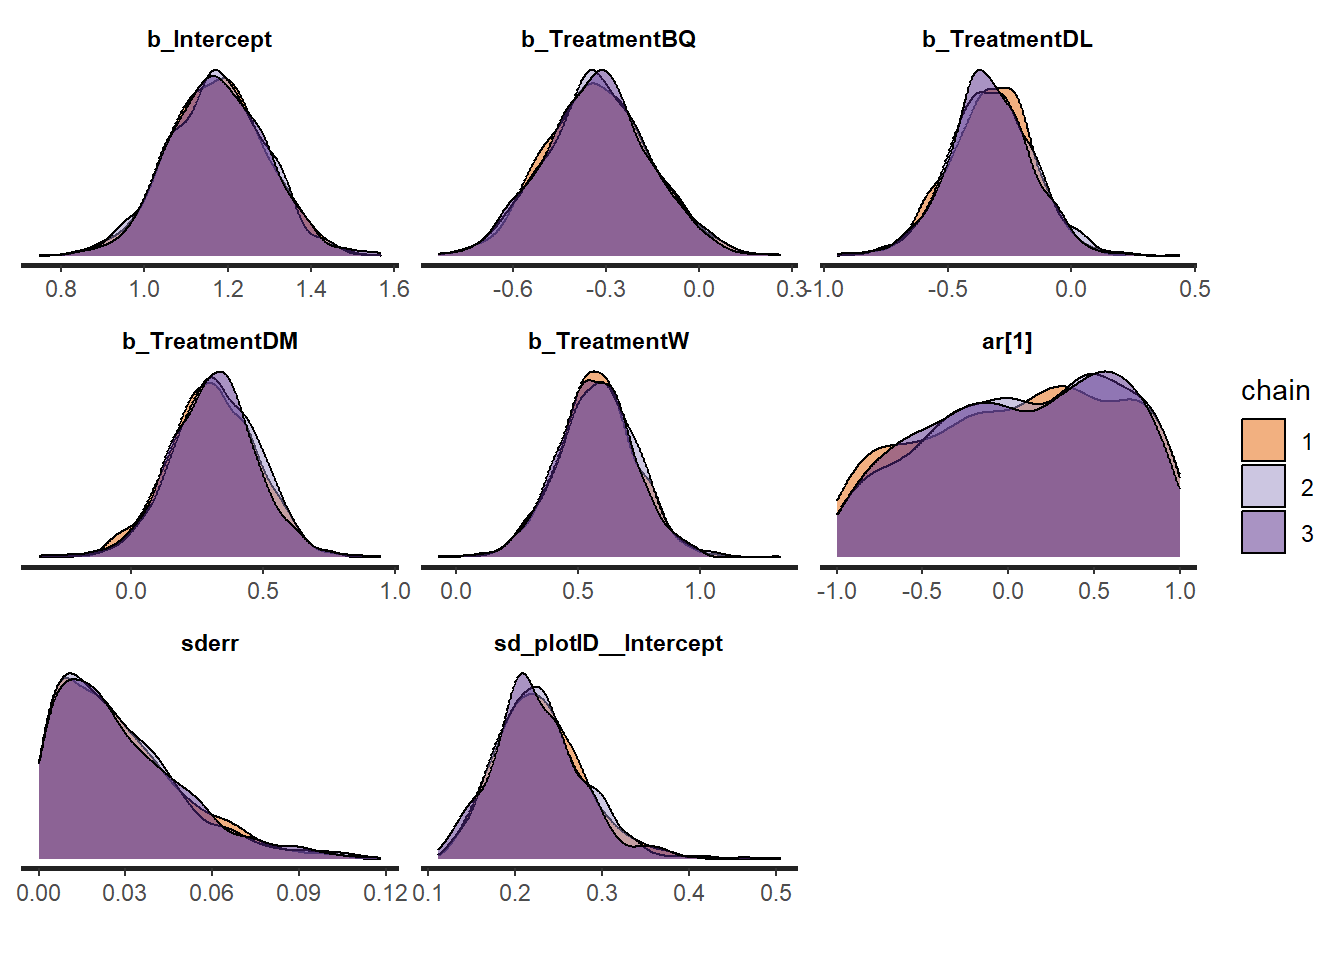 b_Intercept
b_TreatmentBQ
b_TreatmentDL
0.8 1.0 1.2 1.4 1.6
-0.6 -0.3 0.0 0.3
-1.0 -0.5 0.0 0.5
b_TreatmentDM
b_TreatmentW
ar[1]
0.0 0.5 1.0
0.0 0.5 1.0
-1.0 -0.5 0.0 0.5 1.0
chain
1
2
3
sderr
sd_plotID__Intercept
0.00 0.03 0.06 0.09 0.12
0.1 0.2 0.3 0.4 0.5